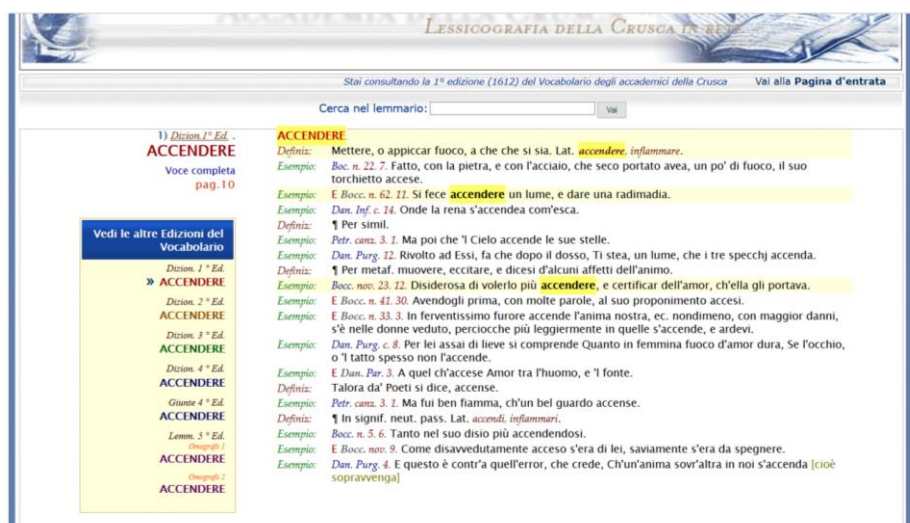 ACCADEMIA DELLA CRUSCA
LESSICOGRAFIA DELLA CRUSCA IN RETE
Stai consultando la 1ª edizione (1612) del Vocabolario degli accademici della Crusca Vai alla Pagina d'entrata
Cerca nel lemmario: Vai
1) Dizion. 1° Ed. .
ACCENDERE
Voce completa
pag.10
Vedi le altre Edizioni del
Vocabolario
Dizion. 1 ° Ed.
» ACCENDERE
Dizion. 2 ° Ed.
ACCENDERE
Dizion. 3 ° Ed.
ACCENDERE
Dizion. 4 ° Ed.
ACCENDERE
Giunte 4 ° Ed.
ACCENDERE
Lemm. 5 ° Ed.
Omografo 1
ACCENDERE
Omografo 2
ACCENDERE
ACCENDERE
Definiz: Mettere, o appiccar fuoco, a che che si sia. Lat. accendere, inflammare.
Esempio: Boc. n. 22. 7. Fatto, con la pietra, e con l'acciaio, che seco portato avea, un po' di fuoco, il suo
torchietto accese.
Esempio: E Bocc. n. 62. 11. Si fece accendere un lume, e dare una radimadia.
Esempio: Dan. Inf. c. 14. Onde la rena s'accendea com'esca.
Definiz: ¶ Per simil.
Esempio: Petr. canz. 3. 1. Ma poi che 'l Cielo accende le sue stelle.
Esempio: Dan. Purg. 12. Rivolto ad Essi, fa che dopo il dosso, Ti stea, un lume, che i tre specchj accenda.
Definiz: ¶ Per metaf. muovere, eccitare, e dicesi d'alcuni affetti dell'animo.
Esempio: Bocc. nov. 23. 12. Disiderosa di volerlo più accendere, e certificar dell'amor, ch'ella gli portava.
Esempio: E Bocc. n. 41. 30. Avendogli prima, con molte parole, al suo proponimento accesi.
Esempio: E Bocc. n. 33. 3. In ferventissimo furore accende l'anima nostra, ec. nondimeno, con maggior danni,
s'è nelle donne veduto, perciocche più leggiermente in quelle s'accende, e ardevi.
Esempio: Dan. Purg. c. 8. Per lei assai di lieve si comprende Quanto in femmina fuoco d'amor dura, Se l'occhio,
o 'l tatto spesso non l'accende.
Esempio: E Dan. Par. 3. A quel ch'accese Amor tra l'huomo, e 'l fonte.
Definiz: Talora da' Poeti si dice, accense.
Esempio: Petr. canz. 3. 1. Ma fui ben fiamma, ch'un bel guardo accense.
Definiz: ¶ In signif. neut. pass. Lat. accendi, inflammari.
Esempio: Bocc. n. 5. 6. Tanto nel suo disio più accendendosi.
Esempio: E Bocc. nov. 9. Come disavvedutamente acceso s'era di lei, saviamente s'era da spegnere.
Esempio: Dan. Purg. 4. E questo è contr'a quell'error, che crede, Ch'un'anima sovr'altra in noi s'accenda [cioè
sopravvenga]